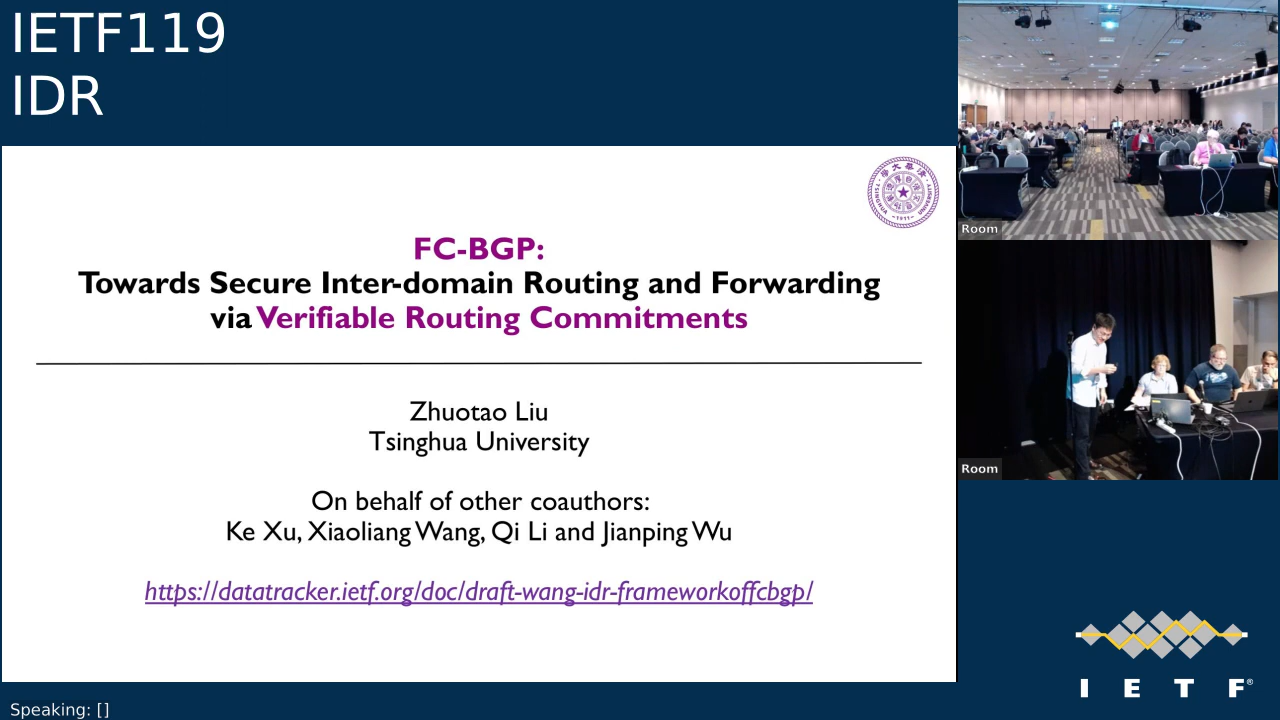 IETF119
IDR
FC-BGP:
Towards Secure Inter-domain Routing and Forwarding
via Verifiable Routing Commitments
Zhuotao Liu
Tsinghua University
On behalf of other coauthors:
Ke Xu, Xiaoliang Wang, Qi Li and Jianping Wu
https://datatracker.ietf.org/doc/draft-wang-idr-frameworkoffcbgp/
Room
Room
I E T F®
Speaking: []